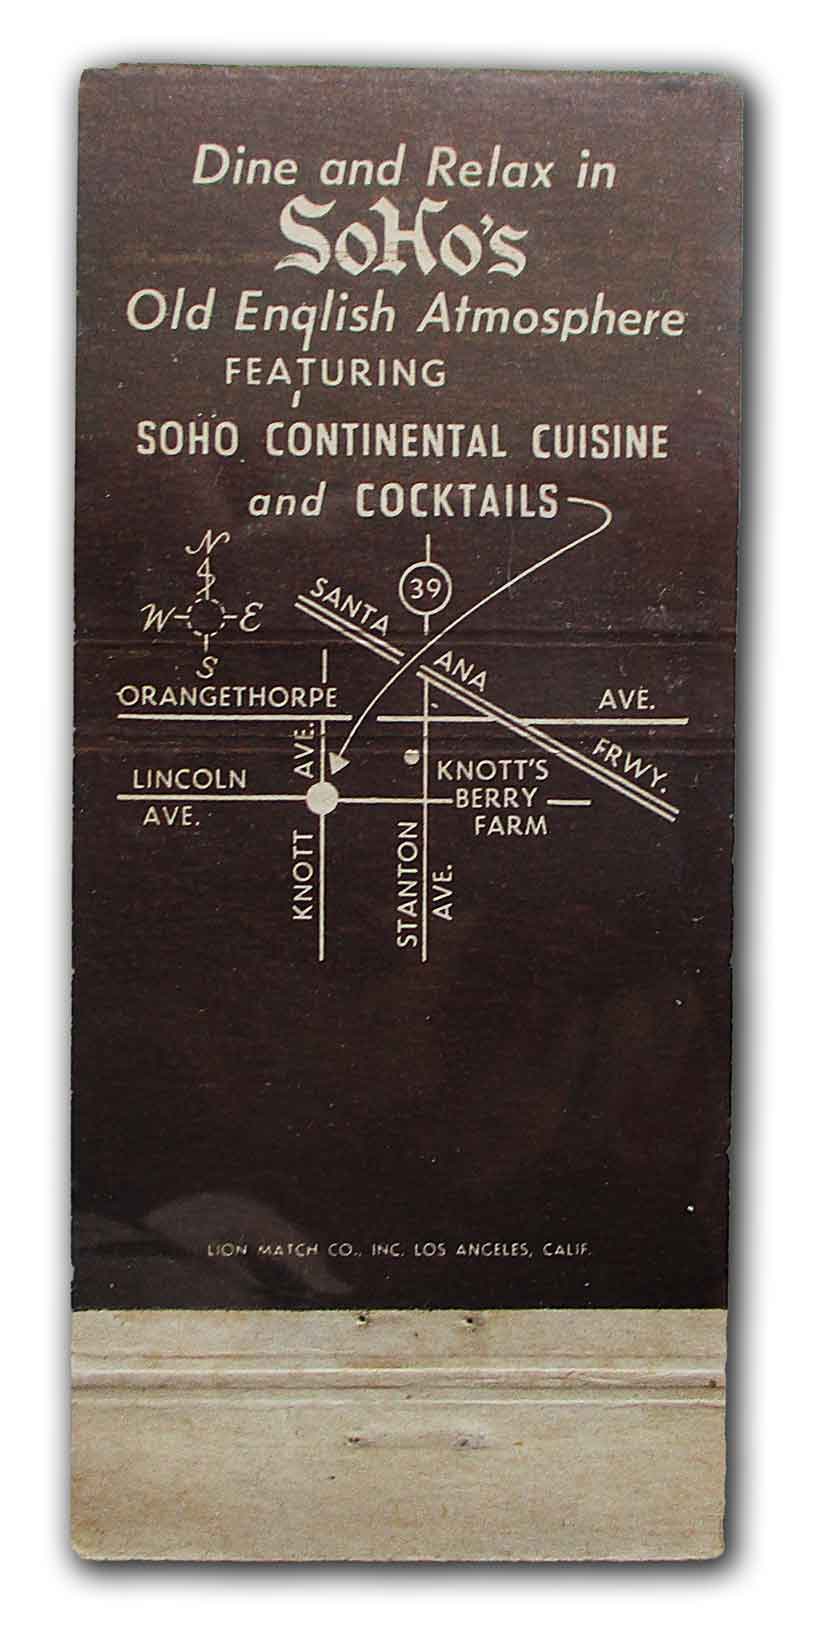 Dine and Relax in
SoHo's
Old English Atmosphere
FEATURING
SOHO CONTINENTAL CUISINE
and COCKTAILS
N
W E
S
39
SANTA ANA FRWY.
ORANGETHORPE AVE.
LINCOLN
AVE.
KNOTT AVE.
STANTON AVE.
KNOTT'S
BERRY
FARM
LION MATCH CO., INC. LOS ANGELES, CALIF.